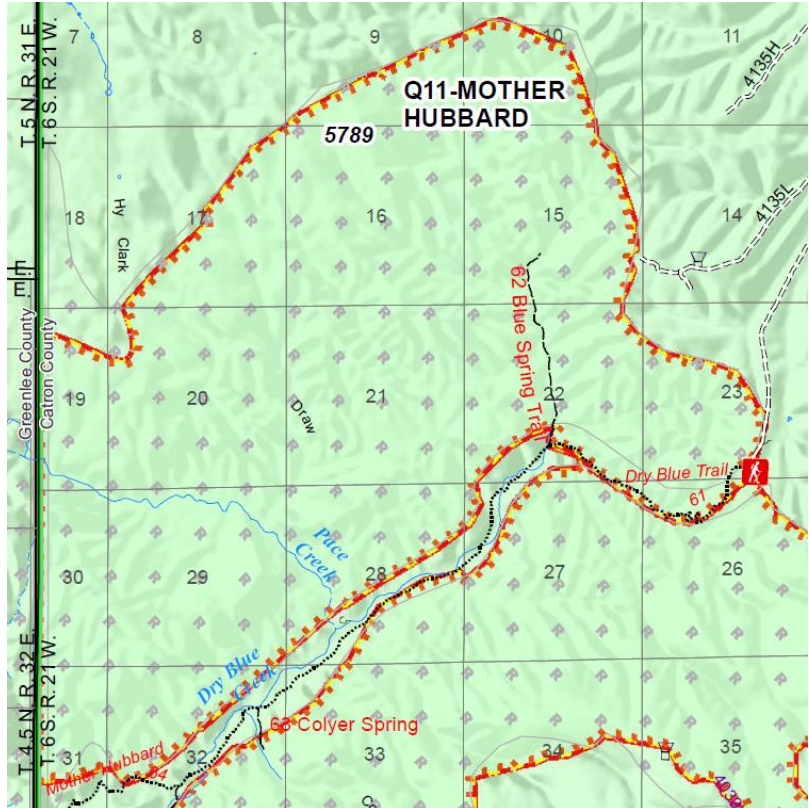 7
8
9
10
11
4135H
T. 5 N. R. 31 E.
T. 6 S. R. 21 W.
Q11-MOTHER
HUBBARD
5789
18
Hy
Clark
17
16
15
14
4135L
62 Blue Spring Trail
Greenlee County
Catron County
19
20
21
Draw
22
23
Dry Blue Trail
61
Pace
Creek
30
29
28
27
26
T. 4.5 N. R. 32 E.
T. 6 S. R. 21 W.
Dry Blue
Creek
63 Colyer Spring
Mother Hubbard
64
31
32
33
34
35